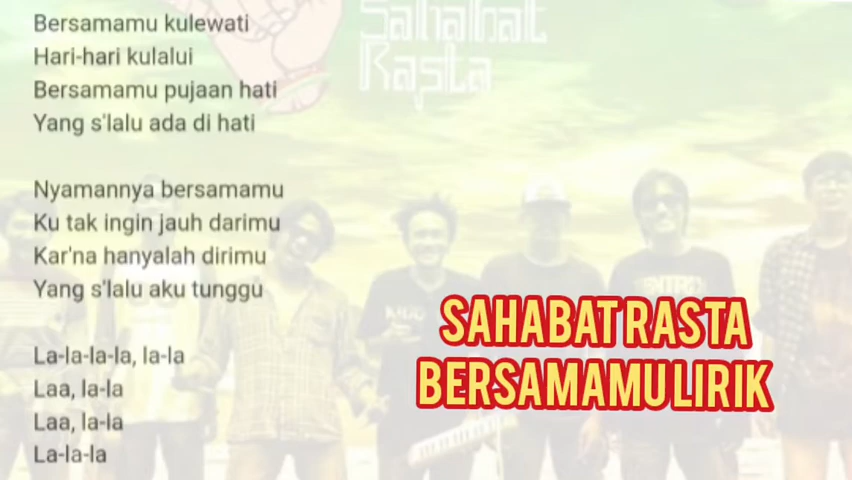 Sahabat
Rasta
Bersamamu kulewati
Hari-hari kulalui
Bersamamu pujaan hati
Yang s'lalu ada di hati
Nyamannya bersamamu
Ku tak ingin jauh darimu
Kar'na hanyalah dirimu
Yang s'lalu aku tunggu
La-la-la-la, la-la
Laa, la-la
Laa, la-la
La-la-la
SAHABAT RASTA
BERSAMAMU LIRIK